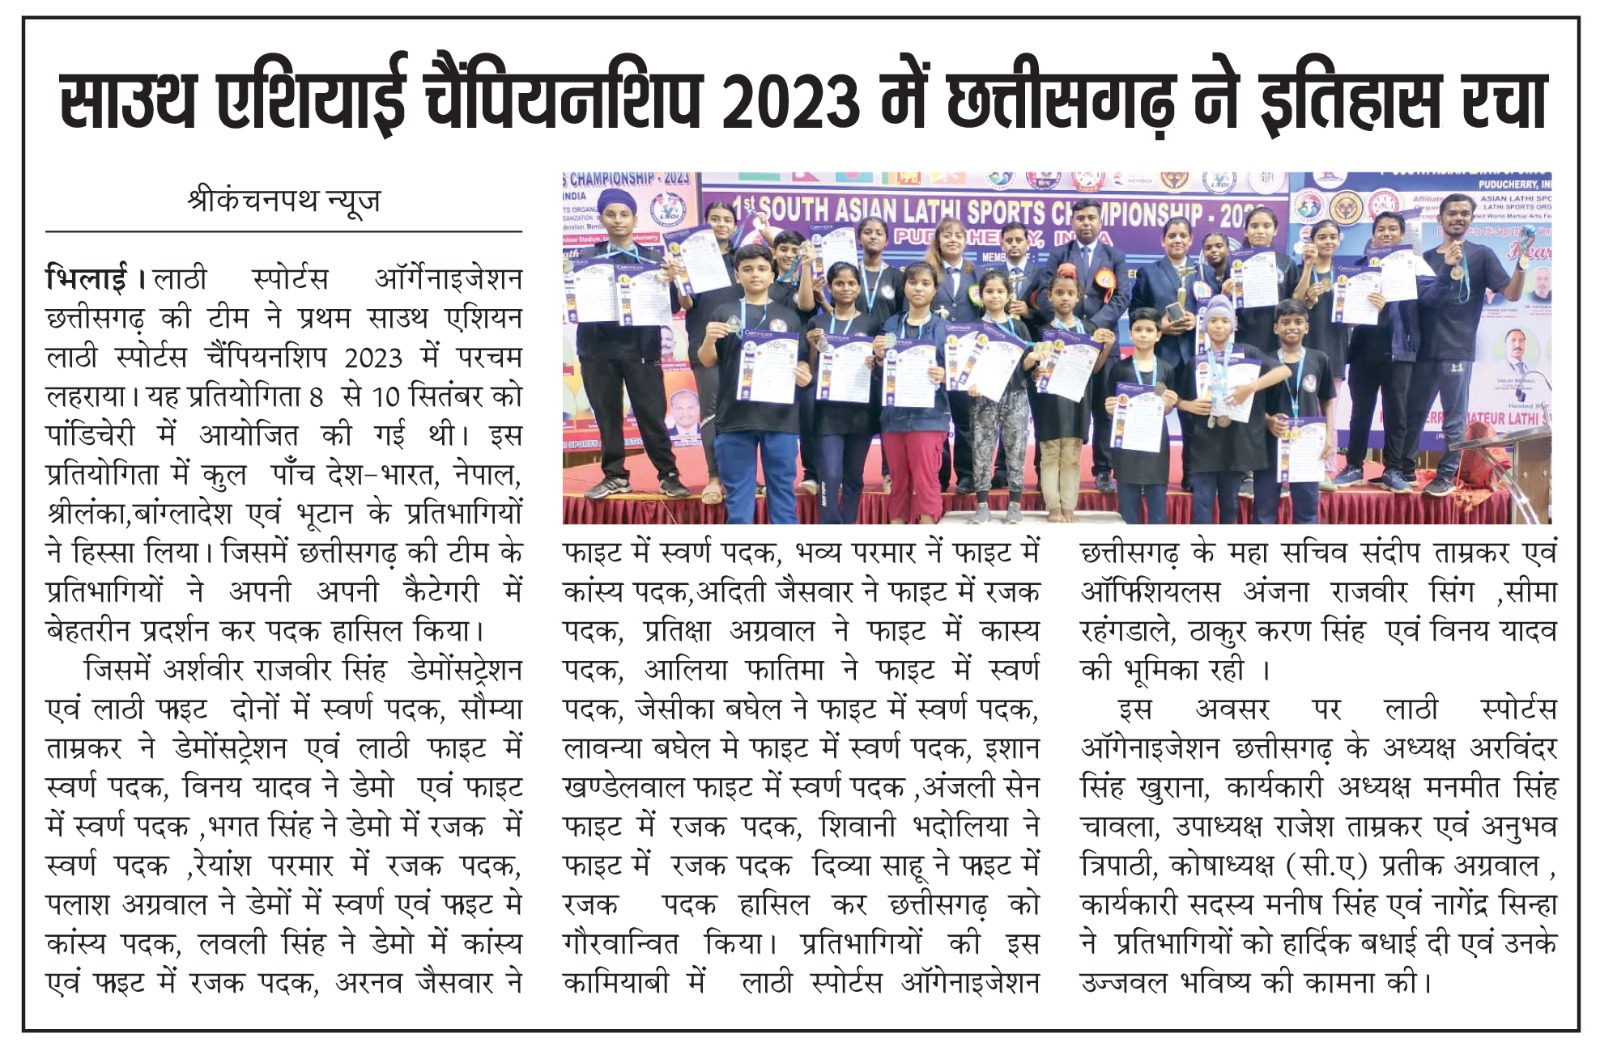 साउथ एशियाई चैंपियनशिप 2023 में छत्तीसगढ़ ने इतिहास रचा
श्रीकंचनपथ न्यूज
भिलाई। लाठी स्पोर्टस ऑर्गेनाइजेशन
छत्तीसगढ़ की टीम ने प्रथम साउथ एशियन
लाठी स्पोर्टस चैंपियनशिप 2023 में परचम
लहराया। यह प्रतियोगिता 8 से 10 सितंबर को
पांडिचेरी में आयोजित की गई थी। इस
प्रतियोगिता में कुल पाँच देश-भारत, नेपाल,
श्रीलंका,बांग्लादेश एवं भूटान के प्रतिभागियों
ने हिस्सा लिया। जिसमें छत्तीसगढ़ की टीम के
प्रतिभागियों ने अपनी अपनी कैटेगरी में
बेहतरीन प्रदर्शन कर पदक हासिल किया।
जिसमें अर्शवीर राजवीर सिंह डेमोंसट्रेशन
एवं लाठी फाइट दोनों में स्वर्ण पदक, सौम्या
ताम्रकर ने डेमोंसट्रेशन एवं लाठी फाइट में
स्वर्ण पदक, विनय यादव ने डेमो एवं फाइट
में स्वर्ण पदक ,भगत सिंह ने डेमो में रजक में
स्वर्ण पदक ,रेयांश परमार में रजक पदक,
पलाश अग्रवाल ने डेमों में स्वर्ण एवं फाइट मे
कांस्य पदक, लवली सिंह ने डेमो में कांस्य
एवं फाइट में रजक पदक, अरनव जैसवार ने
1st SOUTH ASIAN LATHI SPORTS CHAMPIONSHIP - 202
PUDUCHERRY, INDIA
S CHAMPIONSHIP - 2023
INDIA
MEMBER OF :
PUDUCHERRY, IN
फाइट में स्वर्ण पदक, भव्य परमार नें फाइट में
कांस्य पदक,अदिती जैसवार ने फाइट में रजक
पदक, प्रतिक्षा अग्रवाल ने फाइट में कास्य
पदक, आलिया फातिमा ने फाइट में स्वर्ण
पदक, जेसीका बघेल ने फाइट में स्वर्ण पदक,
लावन्या बघेल मे फाइट में स्वर्ण पदक, इशान
खण्डेलवाल फाइट में स्वर्ण पदक ,अंजली सेन
फाइट में रजक पदक, शिवानी भदोलिया ने
फाइट में रजक पदक दिव्या साहू ने फाइट में
रजक पदक हासिल कर छत्तीसगढ़ को
गौरवान्वित किया। प्रतिभागियों की इस
कामियाबी में लाठी स्पोर्टस ऑगेनाइजेशन
छत्तीसगढ़ के महा सचिव संदीप ताम्रकर एवं
ऑफिशियलस अंजना राजवीर सिंग ,सीमा
रहंगडाले, ठाकुर करण सिंह एवं विनय यादव
की भूमिका रही ।
इस अवसर पर लाठी स्पोर्टस
ऑगेनाइजेशन छत्तीसगढ़ के अध्यक्ष अरविंदर
सिंह खुराना, कार्यकारी अध्यक्ष मनमीत सिंह
चावला, उपाध्यक्ष राजेश ताम्रकर एवं अनुभव
त्रिपाठी, कोषाध्यक्ष (सी.ए) प्रतीक अग्रवाल ,
कार्यकारी सदस्य मनीष सिंह एवं नागेंद्र सिन्हा
ने प्रतिभागियों को हार्दिक बधाई दी एवं उनके
उज्जवल भविष्य की कामना की।